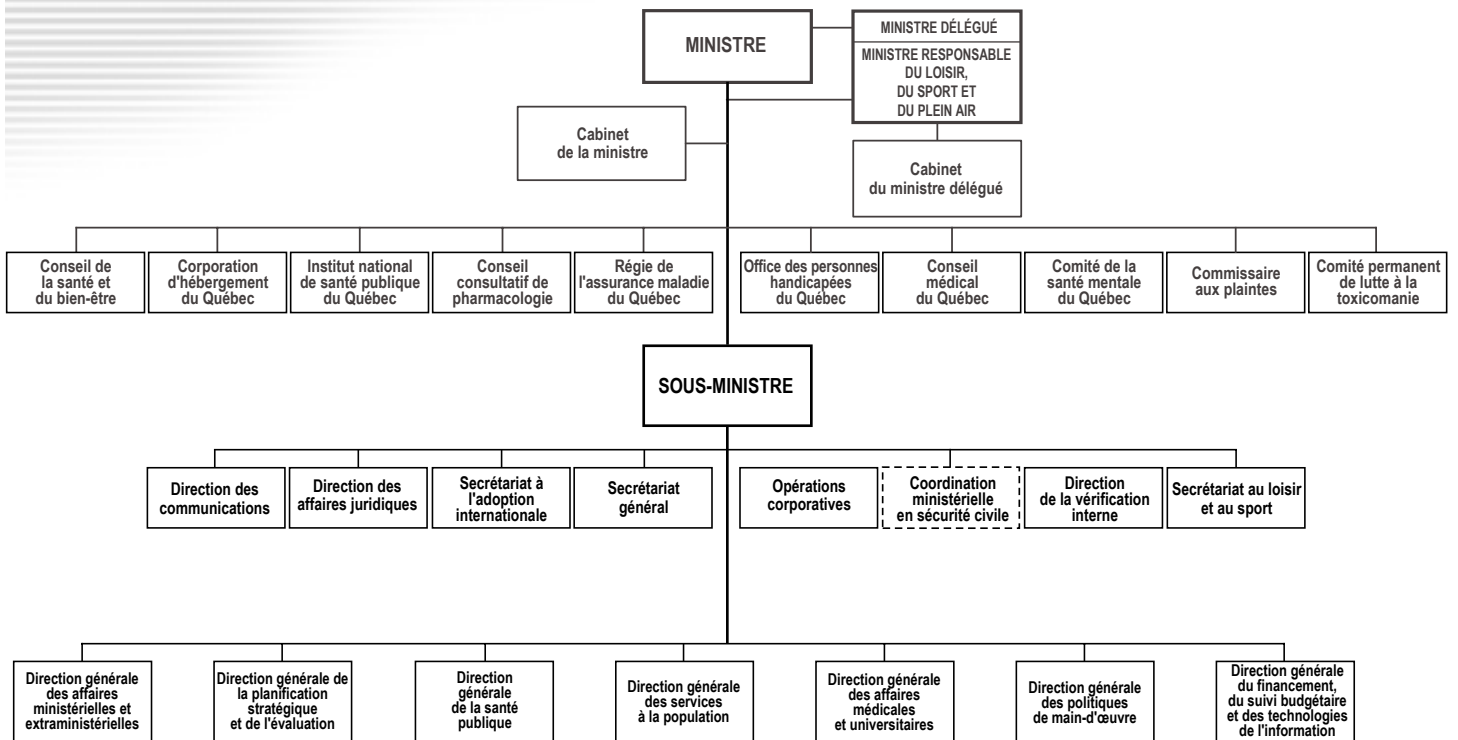 MINISTRE
MINISTRE DÉLÉGUÉ
MINISTRE RESPONSABLE
DU LOISIR,
DU SPORT ET
DU PLEIN AIR
Cabinet
de la ministre
Cabinet
du ministre délégué
Conseil de
la santé et
du bien-être
Corporation
d'hébergement
du Québec
Institut national
de santé publique
du Québec
Conseil
consultatif de
pharmacologie
Régie de
l'assurance maladie
du Québec
Office des personnes
handicapées
du Québec
Conseil
médical
du Québec
Comité de la
santé mentale
du Québec
Commissaire
aux plaintes
Comité permanent
de lutte à la
toxicomanie
SOUS-MINISTRE
Direction des
communications
Direction des
affaires juridiques
Secrétariat à
l'adoption
internationale
Secrétariat
général
Opérations
corporatives
Coordination
ministérielle
en sécurité civile
Direction
de la vérification
interne
Secrétariat au loisir
et au sport
Direction générale
des affaires
ministérielles et
extraministérielles
Direction générale de
la planification
stratégique
et de l'évaluation
Direction
générale
de la santé
publique
Direction générale
des services
à la population
Direction générale
des affaires
médicales
et universitaires
Direction générale
des politiques
de main-d'œuvre
Direction générale
du financement,
du suivi budgétaire
et des technologies
de l'information